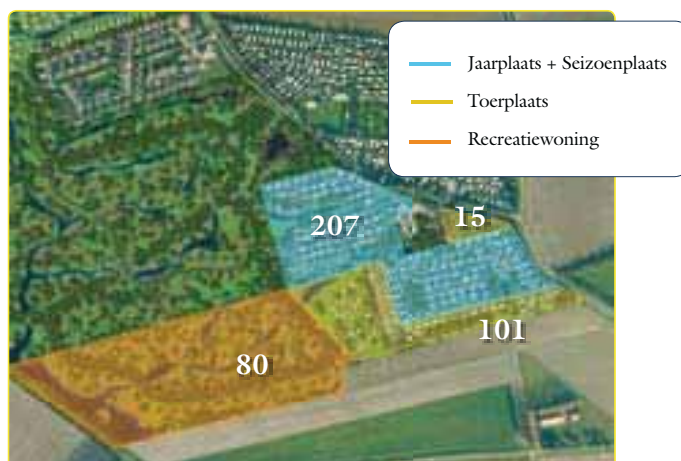 Jaarplaats + Seizoenplaats
Toerplaats
Recreatiewoning
207
15
101
80